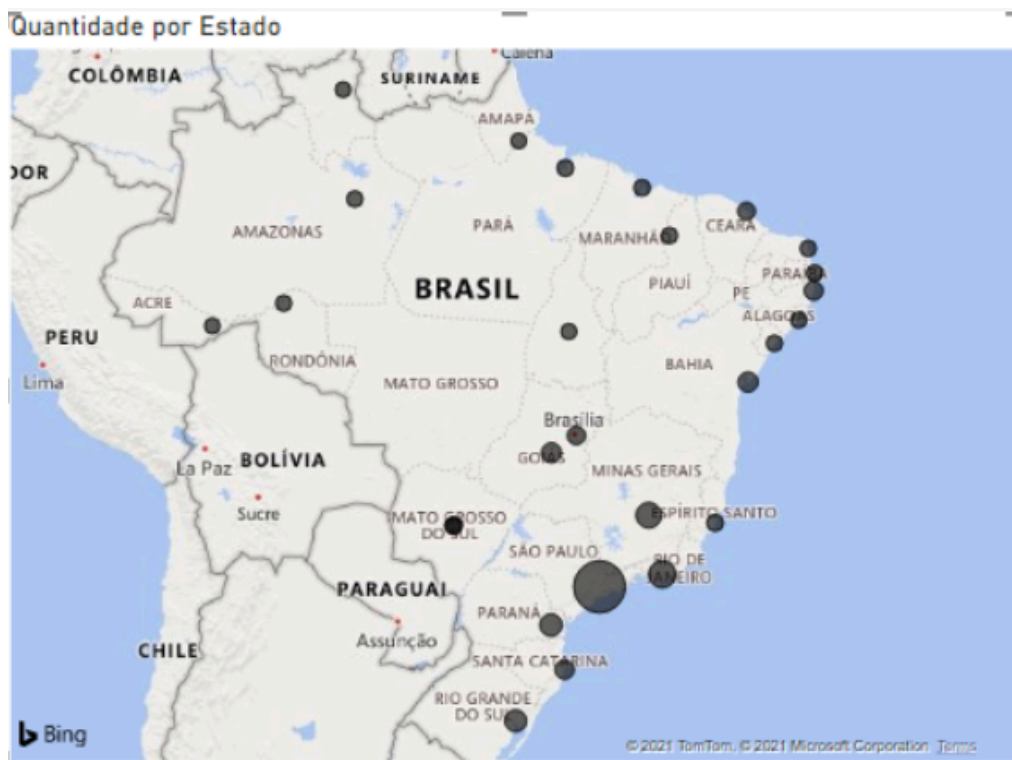 Quantidade por Estado
Caiena
COLÔMBIA
SURINAME
AMAPÁ
DOR
AMAZONAS
PARÁ
MARANHÃO
CEARÁ
BRASIL
PIAUÍ
PARAÍBA
PE
ACRE
ALAGOAS
PERU
RONDÔNIA
BAHIA
Lima
MATO GROSSO
Brasília
La Paz
BOLÍVIA
GOIÁS
MINAS GERAIS
Sucre
MATO GROSSO
DO SUL
ESPÍRITO SANTO
SÃO PAULO
RIO DE
JANEIRO
PARAGUAI
PARANÁ
Assunção
CHILE
SANTA CATARINA
RIO GRANDE
DO SUL
Bing
© 2021 TomTom, © 2021 Microsoft Corporation Terms